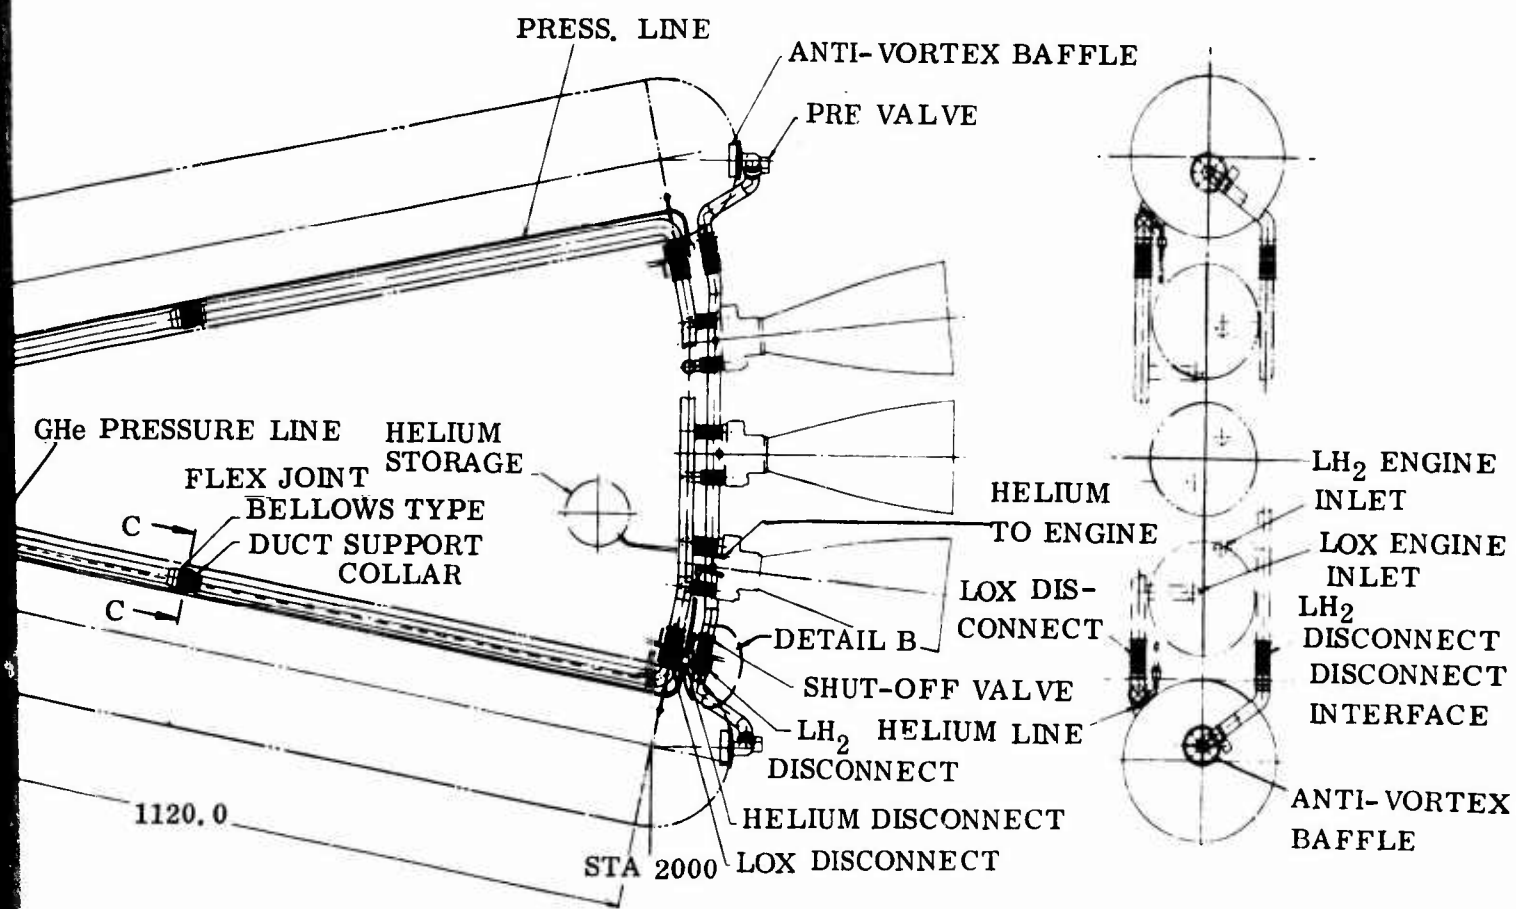 PRESS. LINE
ANTI-VORTEX BAFFLE
PRE VALVE
GHe PRESSURE LINE
HELIUM
STORAGE
FLEX JOINT
BELLOWS TYPE
C
DUCT SUPPORT
COLLAR
C
HELIUM
TO ENGINE
LH2 ENGINE
INLET
LOX ENGINE
INLET
LOX DIS-
CONNECT
LH2
DISCONNECT
DISCONNECT
INTERFACE
DETAIL B
SHUT-OFF VALVE
LH2
DISCONNECT
HELIUM LINE
HELIUM DISCONNECT
LOX DISCONNECT
ANTI-VORTEX
BAFFLE
1120.0
STA 2000